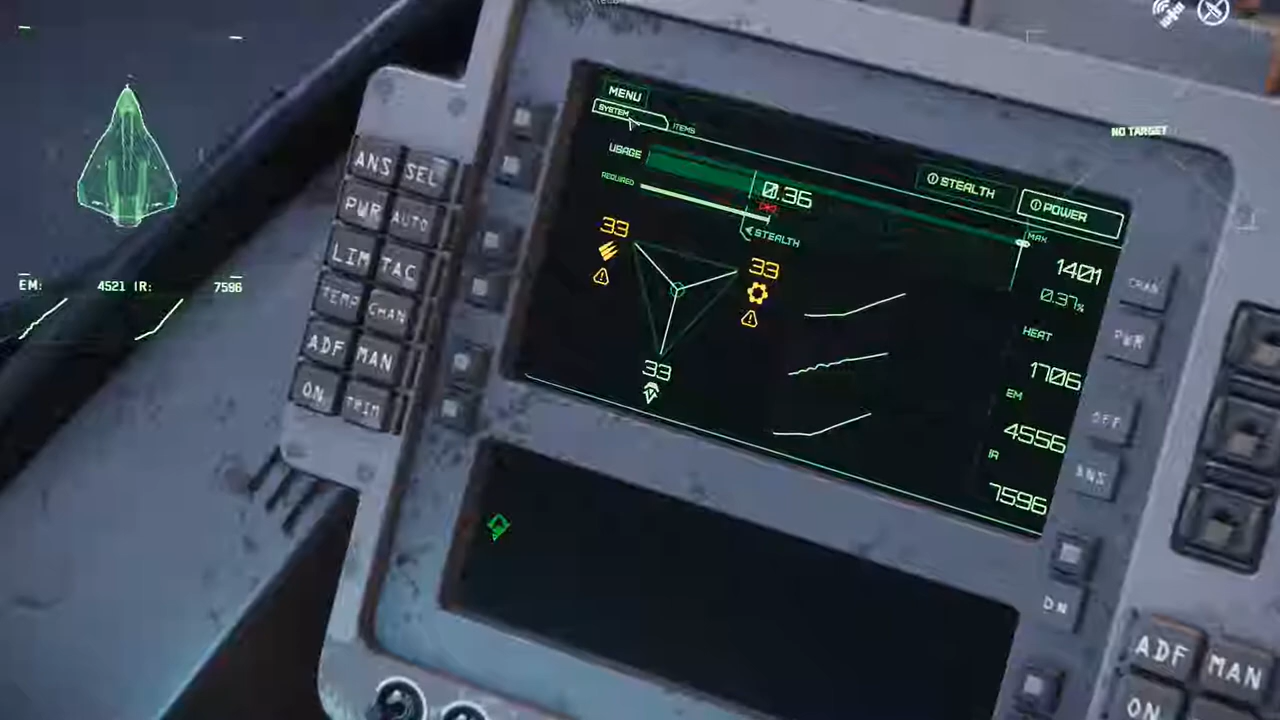 NO TARGET
EM: 4521 IR: 7596
MENU
SYSTEM ITEMS
USAGE
REQUIRED
0.36
STEALTH
STEALTH
POWER
MAX
33
33
33
1401
0.37%
HEAT
1706
EM
4556
IR
7596
ANS SEL
PWR AUTO
LIM TAC
TEMP CHAN
ADF MAN
ON TRIM
CRAN
PWR
OFF
ANS
DN
ADF MAN
ON